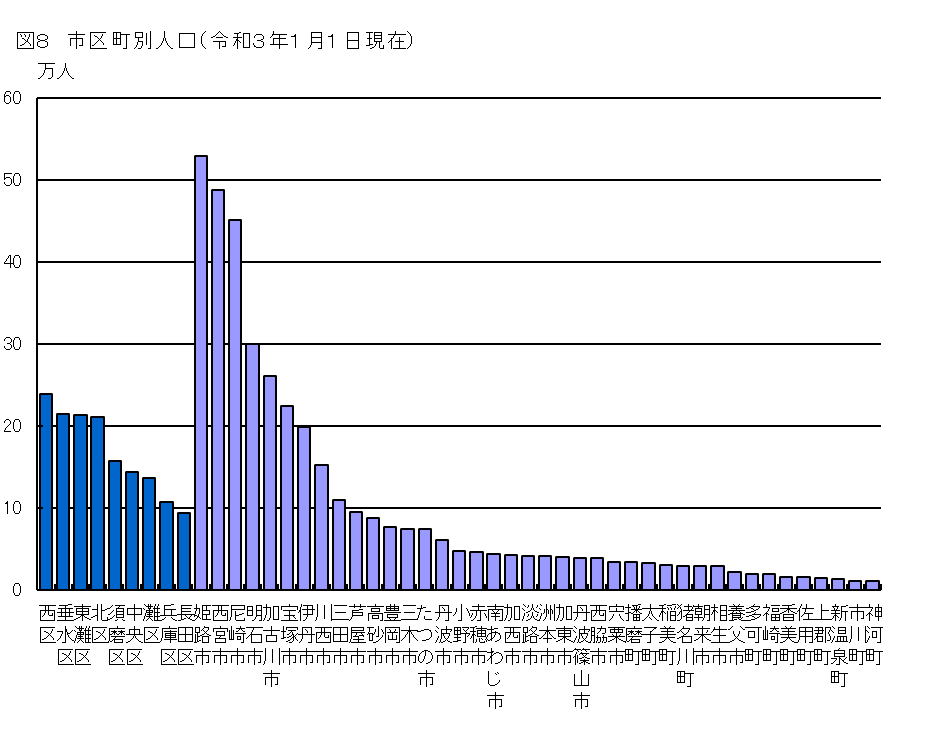 図8 市区町別人口(令和3年1月1日現在)
万人
60
50
40
30
20
10
0
西区
垂水区
東灘区
北区
須磨区
中央区
灘区
兵庫区
長田区
姫路市
西宮市
尼崎市
明石市
加古川市
宝塚市
伊丹市
川西市
三田市
芦屋市
高砂市
豊岡市
三木市
たつの市
丹波市
小野市
赤穂市
南あわじ市
加西市
淡路市
洲本市
加東市
丹波篠山市
西脇市
宍粟市
播磨町
太子町
稲美町
猪名川町
朝来市
相生市
養父市
多可町
福崎町
香美町
佐用町
上郡町
新温泉町
市川町
神河町